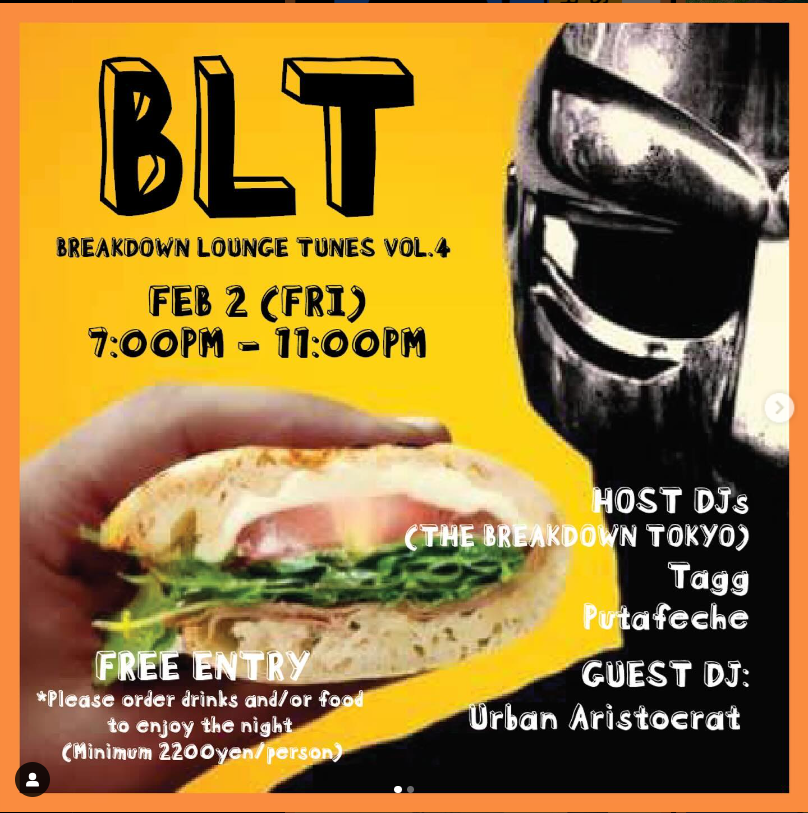 BLT
BREAKDOWN LOUNGE TUNES VOL.4
FEB 2 (FRI)
7:00PM - 11:00PM
HOST DJs
(THE BREAKDOWN TOKYO)
Tagg
Putafeche
GUEST DJ:
Urban Aristocrat
FREE ENTRY
*Please order drinks and/or food
to enjoy the night
(Minimum 2200yen/person)